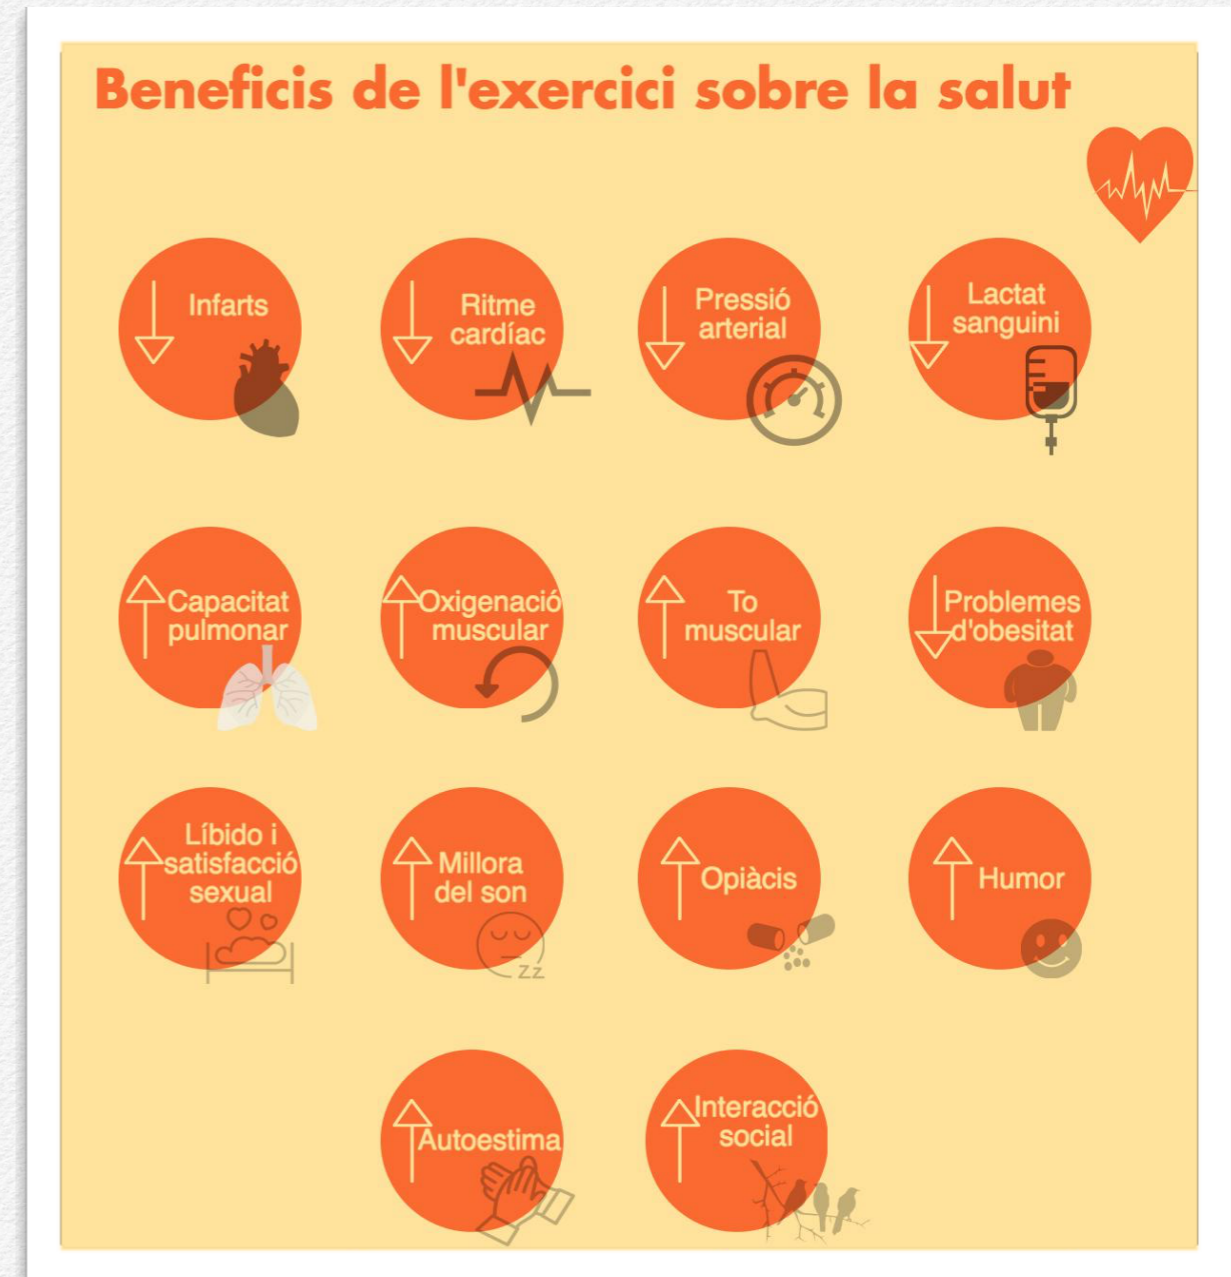 Beneficis de l'exercici sobre la salut
Infarts
Ritme
cardíac
Pressió
arterial
Lactat
sanguini
Capacitat
pulmonar
Oxigenació
muscular
To
muscular
Problemes
d'obesitat
Líbido i
satisfacció
sexual
Millora
del son
zz
Opiàcis
Humor
Autoestima
Interacció
social